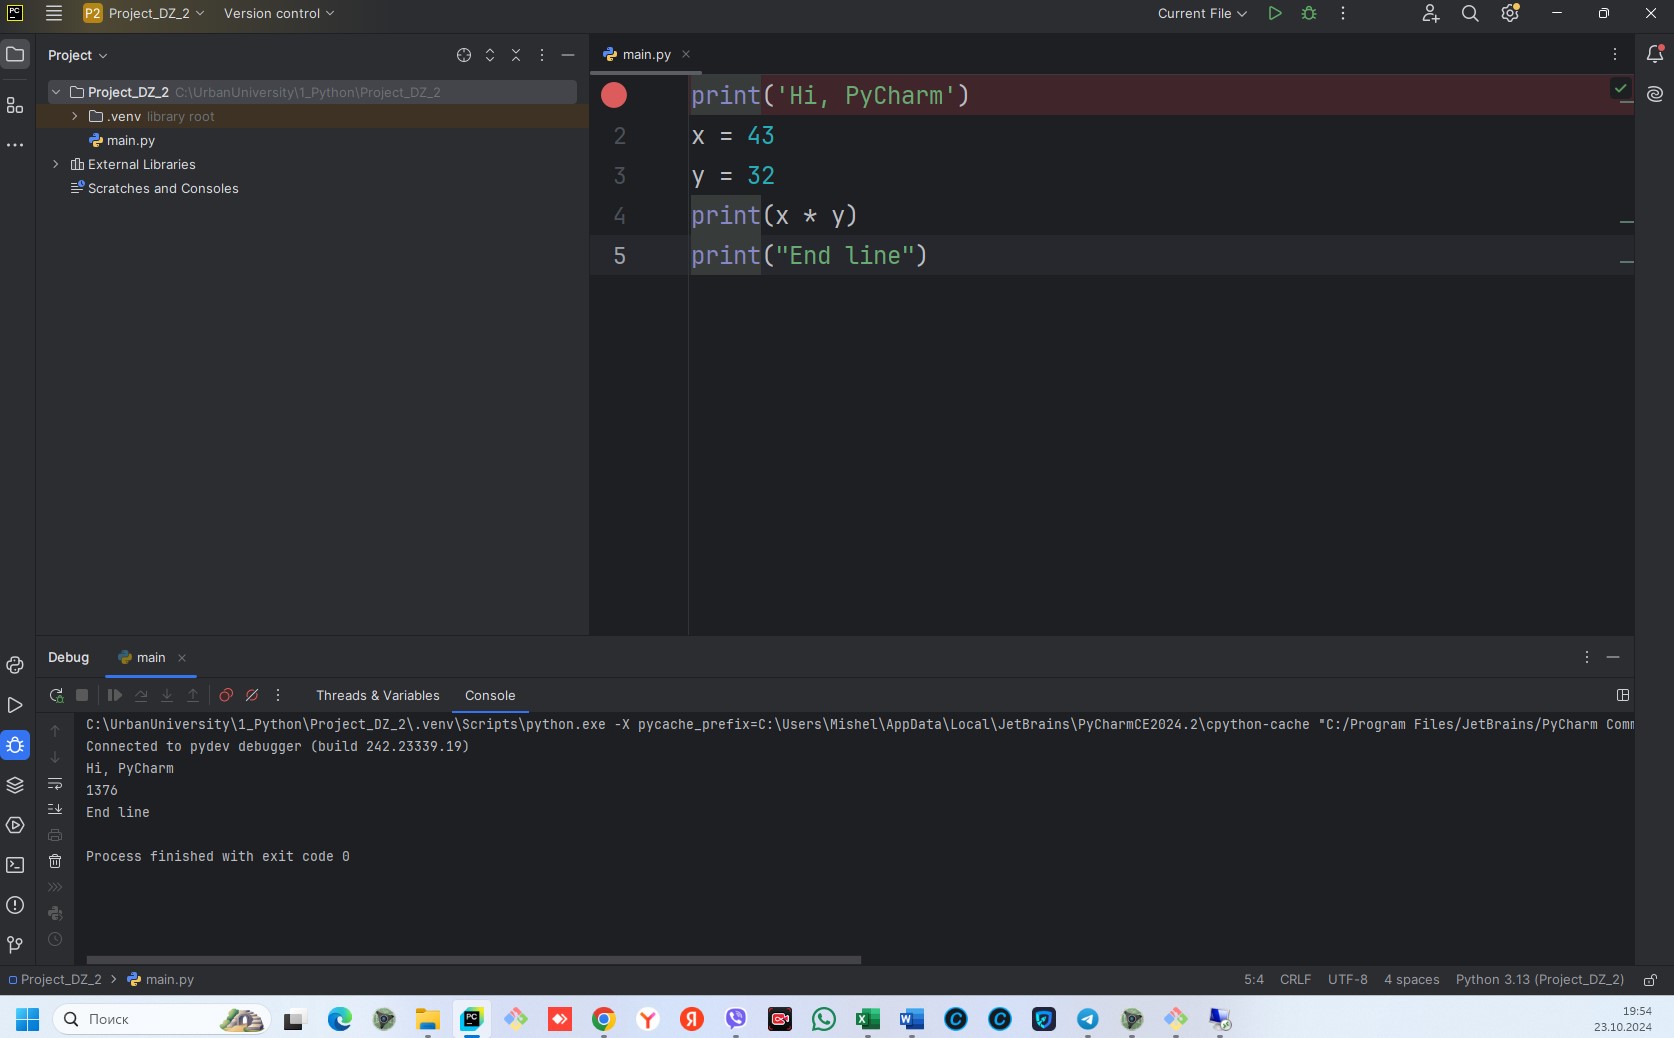 PC
P2 Project_DZ_2 Version control Current File
Project
main.py
Project_DZ_2 C:\UrbanUniversity\1_Python\Project_DZ_2
.venv library root
main.py
External Libraries
Scratches and Consoles
print('Hi, PyCharm')
2 x = 43
3 y = 32
4 print(x * y)
5 print("End line")
Debug main
Threads & Variables Console
C:\UrbanUniversity\1_Python\Project_DZ_2\.venv\Scripts\python.exe -X pycache_prefix=C:\Users\Mishel\AppData\Local\JetBrains\PyCharmCE2024.2\cpython-cache "C:/Program Files/JetBrains/PyCharm Comm
Connected to pydev debugger (build 242.23339.19)
Hi, PyCharm
1376
End line
Process finished with exit code 0
Project_DZ_2 > main.py 5:4 CRLF UTF-8 4 spaces Python 3.13 (Project_DZ_2)
Поиск
19:54
23.10.2024